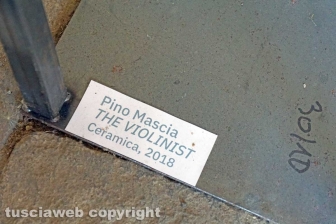 Pino Mascia
THE VIOLINIST
Ceramica, 2018
tusciaweb copyright